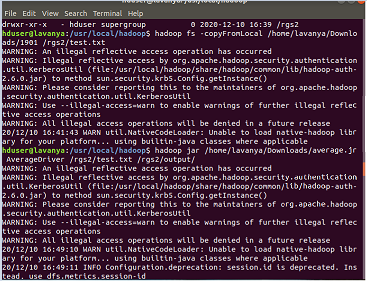 hduser@lavanya: /usr/local/hadoop
File Edit View Search Terminal Help
drwxr-xr-x - hduser supergroup 0 2020-12-10 16:39 /rgs2
hduser@lavanya:/usr/local/hadoop$ hadoop fs -copyFromLocal /home/lavanya/Downlo
ads/1901 /rgs2/test.txt
WARNING: An illegal reflective access operation has occurred
WARNING: Illegal reflective access by org.apache.hadoop.security.authentication
.util.KerberosUtil (file:/usr/local/hadoop/share/hadoop/common/lib/hadoop-auth-
2.6.0.jar) to method sun.security.krb5.Config.getInstance()
WARNING: Please consider reporting this to the maintainers of org.apache.hadoop
.security.authentication.util.KerberosUtil
WARNING: Use --illegal-access=warn to enable warnings of further illegal reflec
tive access operations
WARNING: All illegal access operations will be denied in a future release
20/12/10 16:41:43 WARN util.NativeCodeLoader: Unable to load native-hadoop libr
ary for your platform... using builtin-java classes where applicable
hduser@lavanya:/usr/local/hadoop$ hadoop jar /home/lavanya/Downloads/average.jr
 AverageDriver /rgs2/test.txt /rgs2/output/
WARNING: An illegal reflective access operation has occurred
WARNING: Illegal reflective access by org.apache.hadoop.security.authentication
.util.KerberosUtil (file:/usr/local/hadoop/share/hadoop/common/lib/hadoop-auth-
2.6.0.jar) to method sun.security.krb5.Config.getInstance()
WARNING: Please consider reporting this to the maintainers of org.apache.hadoop
.security.authentication.util.KerberosUtil
WARNING: Use --illegal-access=warn to enable warnings of further illegal reflec
tive access operations
WARNING: All illegal access operations will be denied in a future release
20/12/10 16:49:10 WARN util.NativeCodeLoader: Unable to load native-hadoop libr
ary for your platform... using builtin-java classes where applicable
20/12/10 16:49:11 INFO Configuration.deprecation: session.id is deprecated. Ins
tead, use dfs.metrics.session-id